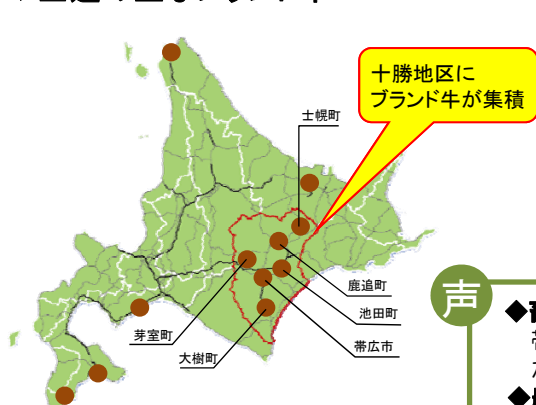 十勝地区に
ブランド牛が集積
士幌町
鹿追町
池田町
芽室町
帯広市
大樹町
声